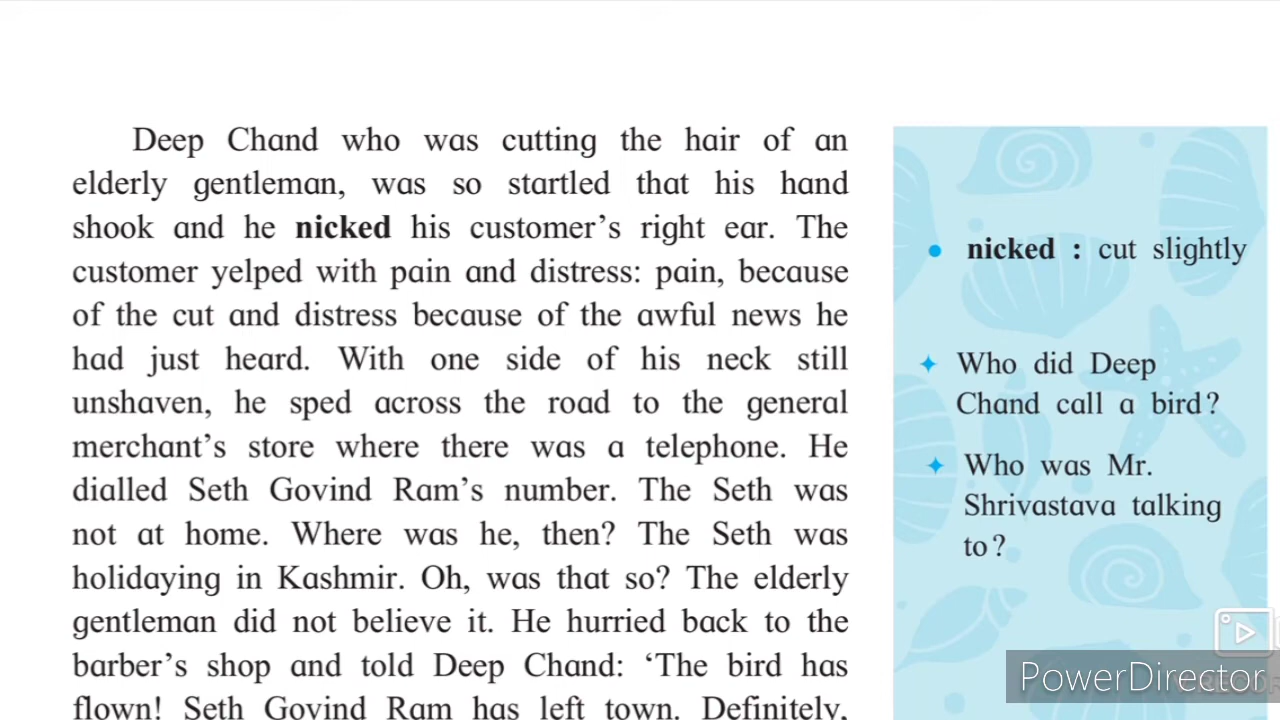 Deep Chand who was cutting the hair of an
elderly gentleman, was so startled that his hand
shook and he nicked his customer's right ear. The
customer yelped with pain and distress: pain, because
of the cut and distress because of the awful news he
had just heard. With one side of his neck still
unshaven, he sped across the road to the general
merchant's store where there was a telephone. He
dialled Seth Govind Ram's number. The Seth was
not at home. Where was he, then? The Seth was
holidaying in Kashmir. Oh, was that so? The elderly
gentleman did not believe it. He hurried back to the
barber's shop and told Deep Chand: ‘The bird has
flown! Seth Govind Ram has left town. Definitely,
• nicked : cut slightly
✦ Who did Deep
Chand call a bird?
✦ Who was Mr.
Shrivastava talking
to?
PowerDirector